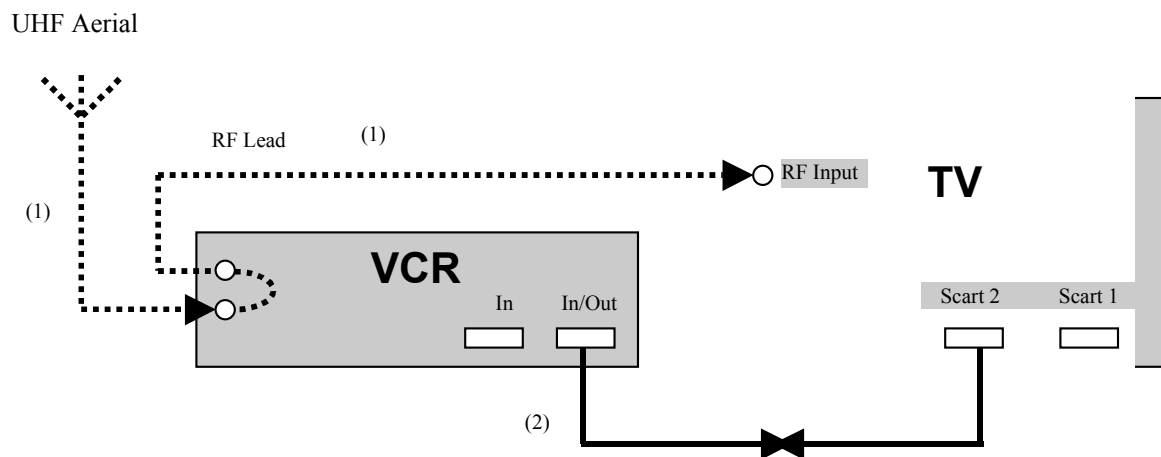 UHF Aerial
RF Lead
(1)
RF Input
TV
(1)
VCR
In
In/Out
Scart 2
Scart 1
(2)